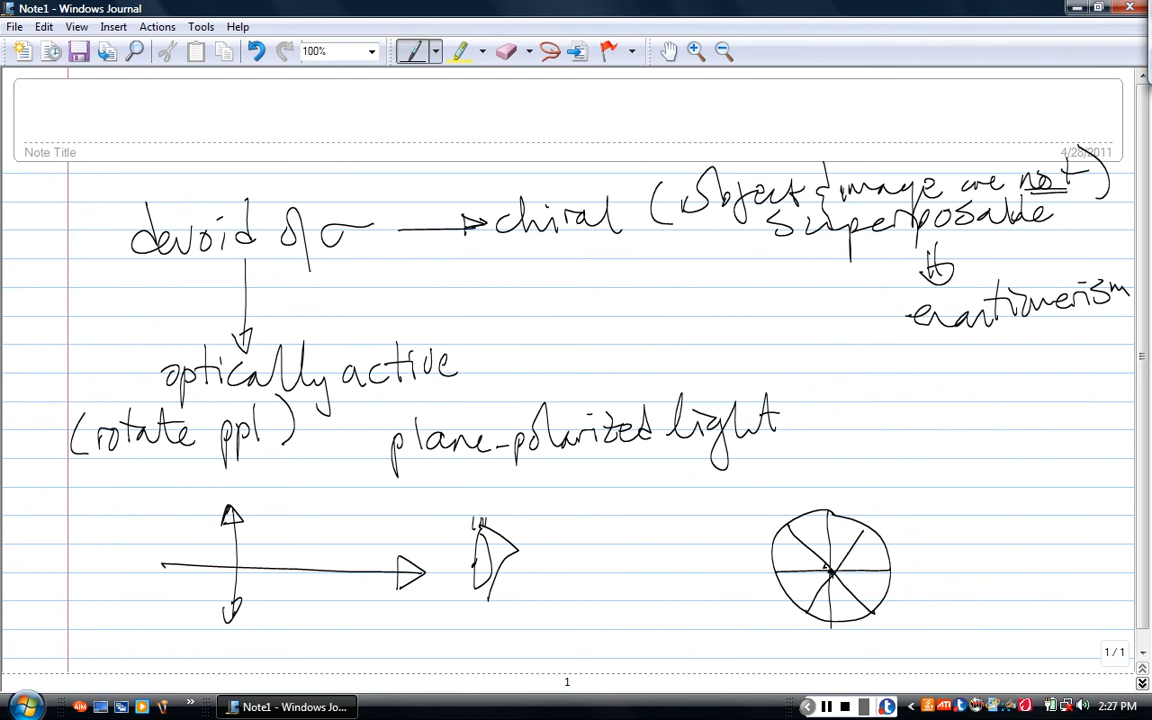 Note1 - Windows Journal
File Edit View Insert Actions Tools Help
100%
Note Title
4/28/2011
devoid of σ → chiral (object & image are not superposable)
enantiomerism
optically active
(rotate ppl) plane-polarized light
1 / 1
1
Note1 - Windows Jo...
2:27 PM